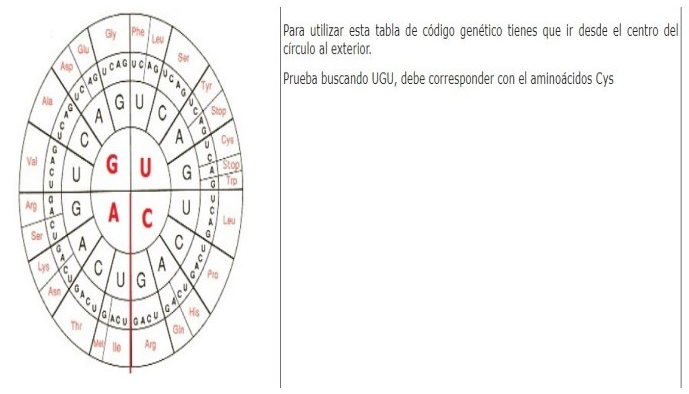 Para utilizar esta tabla de código genético tienes que ir desde el centro del
círculo al exterior.
Prueba buscando UGU, debe corresponder con el aminoácidos Cys
G U
A C
U C A G
U C A G
U C A G
U C A G
Phe
Leu
Ser
Tyr
Stop
Cys
Stop
Trp
Leu
Pro
His
Gln
Arg
Ile
Met
Thr
Asn
Lys
Ser
Arg
Val
Ala
Asp
Glu
Gly